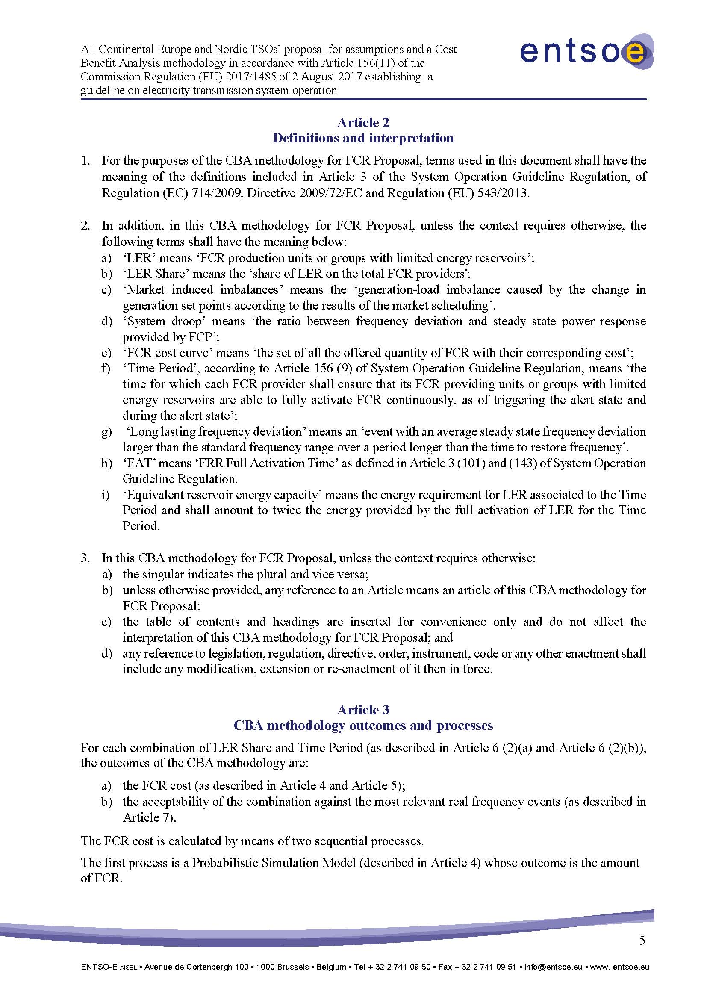 All Continental Europe and Nordic TSOs’ proposal for assumptions and a Cost
Benefit Analysis methodology in accordance with Article 156(11) of the
Commission Regulation (EU) 2017/1485 of 2 August 2017 establishing a
guideline on electricity transmission system operation
entsoe
Article 2
Definitions and interpretation
1. For the purposes of the CBA methodology for FCR Proposal, terms used in this document shall have the
meaning of the definitions included in Article 3 of the System Operation Guideline Regulation, of
Regulation (EC) 714/2009, Directive 2009/72/EC and Regulation (EU) 543/2013.
2. In addition, in this CBA methodology for FCR Proposal, unless the context requires otherwise, the
following terms shall have the meaning below:
a) ‘LER’ means ‘FCR production units or groups with limited energy reservoirs’;
b) ‘LER Share’ means the ‘share of LER on the total FCR providers';
c) ‘Market induced imbalances’ means the ‘generation-load imbalance caused by the change in
generation set points according to the results of the market scheduling’.
d) ‘System droop’ means ‘the ratio between frequency deviation and steady state power response
provided by FCP’;
e) ‘FCR cost curve’ means ‘the set of all the offered quantity of FCR with their corresponding cost’;
f) ‘Time Period’, according to Article 156 (9) of System Operation Guideline Regulation, means ‘the
time for which each FCR provider shall ensure that its FCR providing units or groups with limited
energy reservoirs are able to fully activate FCR continuously, as of triggering the alert state and
during the alert state’;
g) ‘Long lasting frequency deviation’ means an ‘event with an average steady state frequency deviation
larger than the standard frequency range over a period longer than the time to restore frequency’.
h) ‘FAT’ means ‘FRR Full Activation Time’ as defined in Article 3 (101) and (143) of System Operation
Guideline Regulation.
i) ‘Equivalent reservoir energy capacity’ means the energy requirement for LER associated to the Time
Period and shall amount to twice the energy provided by the full activation of LER for the Time
Period.
3. In this CBA methodology for FCR Proposal, unless the context requires otherwise:
a) the singular indicates the plural and vice versa;
b) unless otherwise provided, any reference to an Article means an article of this CBA methodology for
FCR Proposal;
c) the table of contents and headings are inserted for convenience only and do not affect the
interpretation of this CBA methodology for FCR Proposal; and
d) any reference to legislation, regulation, directive, order, instrument, code or any other enactment shall
include any modification, extension or re-enactment of it then in force.
Article 3
CBA methodology outcomes and processes
For each combination of LER Share and Time Period (as described in Article 6 (2)(a) and Article 6 (2)(b)),
the outcomes of the CBA methodology are:
a) the FCR cost (as described in Article 4 and Article 5);
b) the acceptability of the combination against the most relevant real frequency events (as described in
Article 7).
The FCR cost is calculated by means of two sequential processes.
The first process is a Probabilistic Simulation Model (described in Article 4) whose outcome is the amount
of FCR.
5
ENTSO-E AISBL • Avenue de Cortenbergh 100 • 1000 Brussels • Belgium • Tel + 32 2 741 09 50 • Fax + 32 2 741 09 51 • info@entsoe.eu • www. entsoe.eu